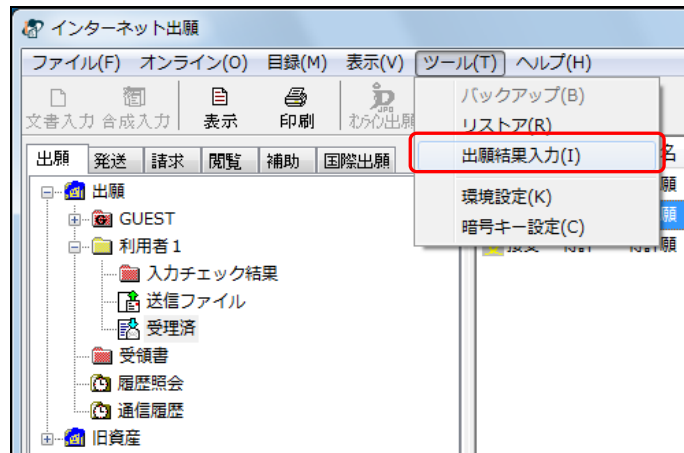 インターネット出願
ファイル(F) オンライン(O) 目録(M) 表示(V) ツール(T) ヘルプ(H)
文書入力 合成入力 表示 印刷
バックアップ(B)
リストア(R)
出願結果入力(I)
環境設定(K)
暗号キー設定(C)
出願 発送 請求 閲覧 補助 国際出願
名
願
願
願
出願
GUEST
利用者1
入力チェック結果
送信ファイル
受理済
受領書
履歴照会
通信履歴
旧資産